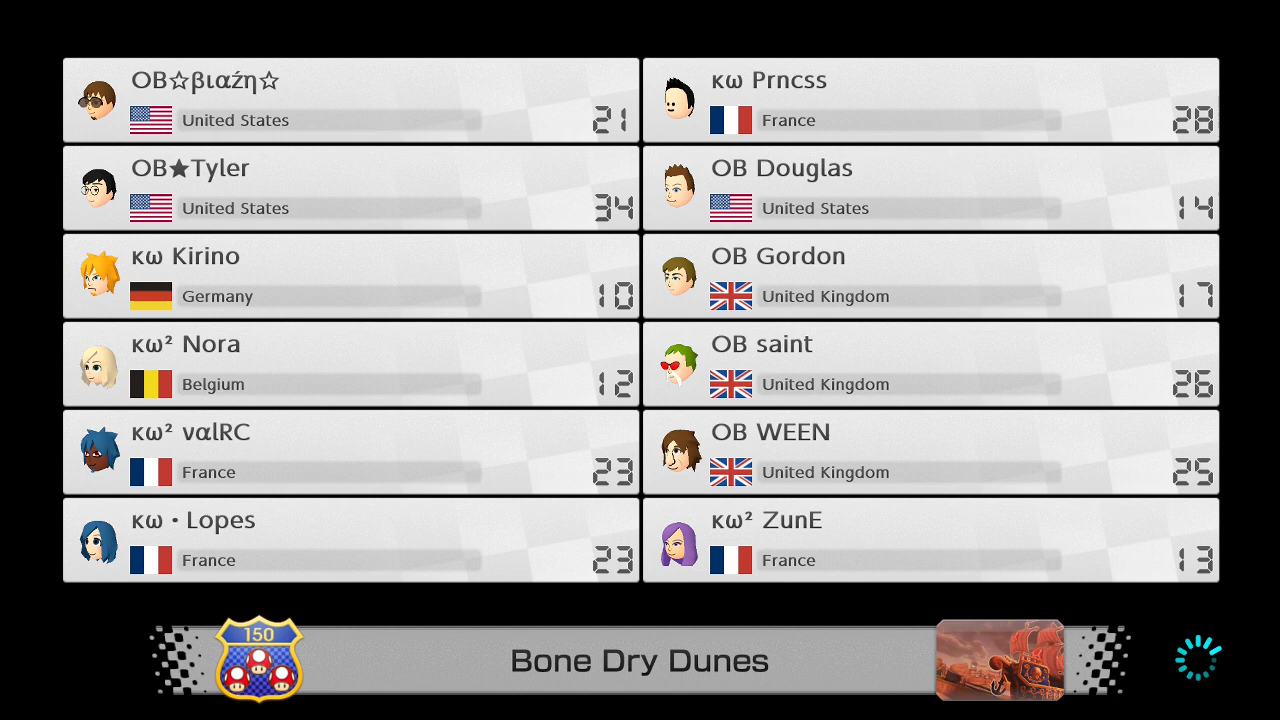 OB☆βιαźη☆
United States
21
κω Prncss
France
28
OB★Tyler
United States
34
OB Douglas
United States
14
κω Kirino
Germany
10
OB Gordon
United Kingdom
17
κω² Nora
Belgium
12
OB saint
United Kingdom
26
κω² ναlRC
France
23
OB WEEN
United Kingdom
25
κω・Lopes
France
23
κω² ZunE
France
13
150
Bone Dry Dunes